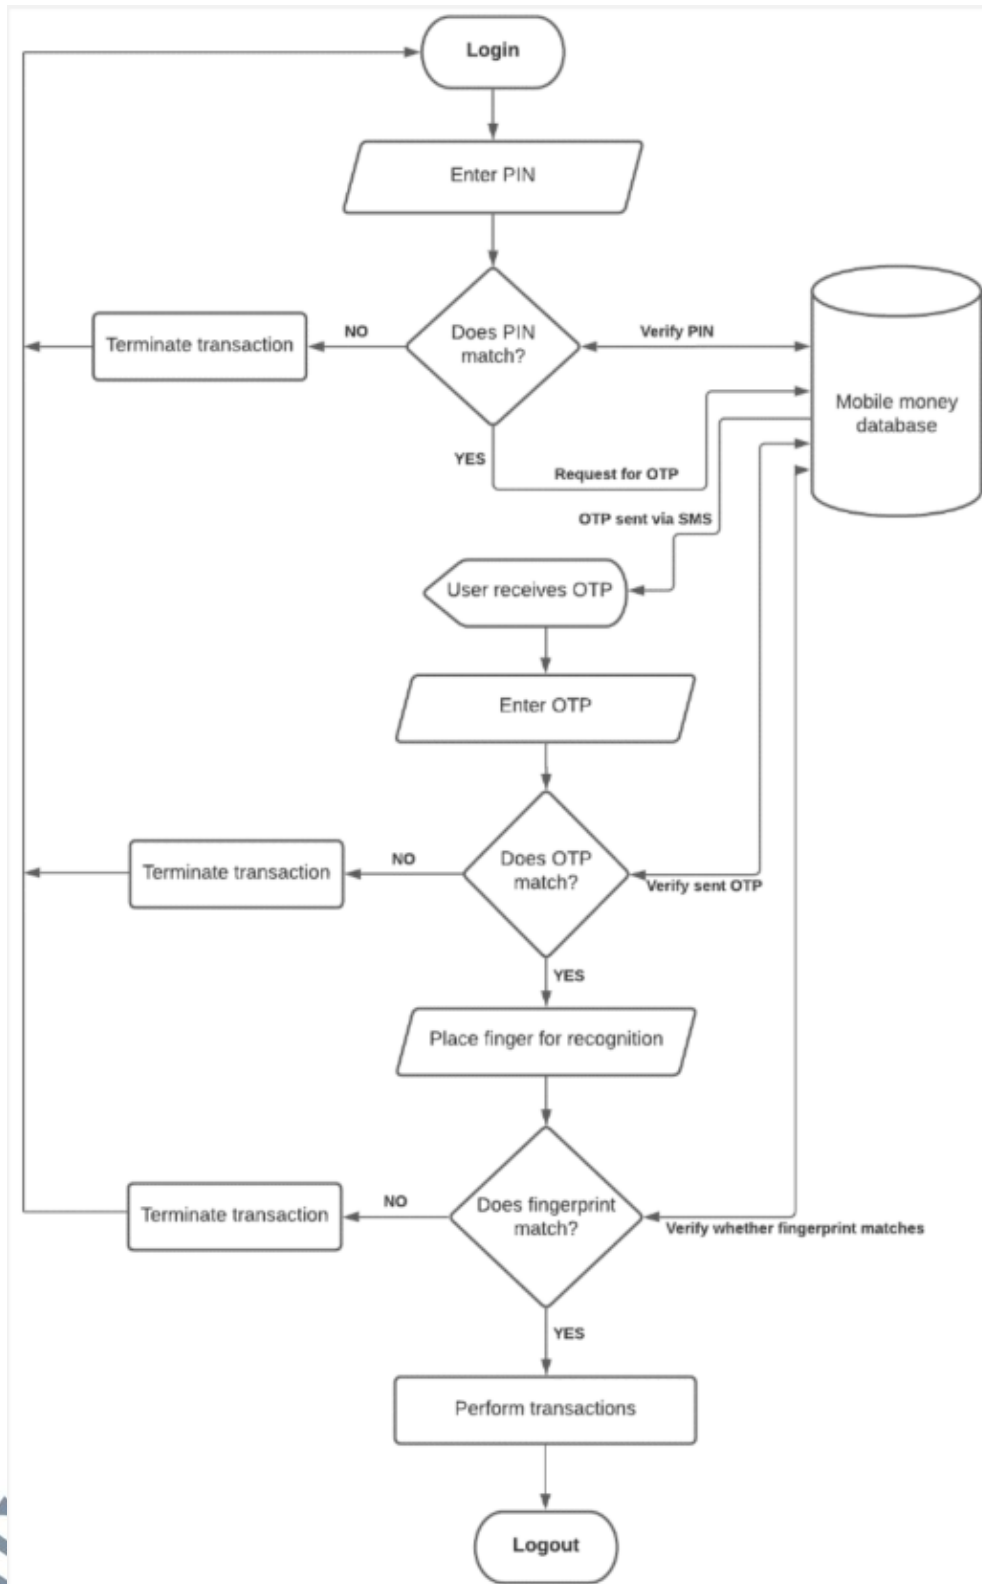 Login
Enter PIN
Does PIN
match?
NO
Terminate transaction
Verify PIN
Mobile money
database
YES
Request for OTP
OTP sent via SMS
User receives OTP
Enter OTP
Does OTP
match?
NO
Terminate transaction
Verify sent OTP
YES
Place finger for recognition
Does fingerprint
match?
NO
Terminate transaction
Verify whether fingerprint matches
YES
Perform transactions
Logout